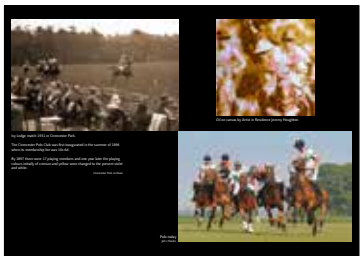 Ivy Lodge match 1931 in Cirencester Park.
The Cirencester Polo Club was first inaugurated in the summer of 1894
when its membership fee was 10s 6d.
By 1897 there were 17 playing members and one year later the playing
colours initially of crimson and yellow were changed to the present white
and white.
Oil on canvas by Artist in Residence Jeremy Houghton
Polo today